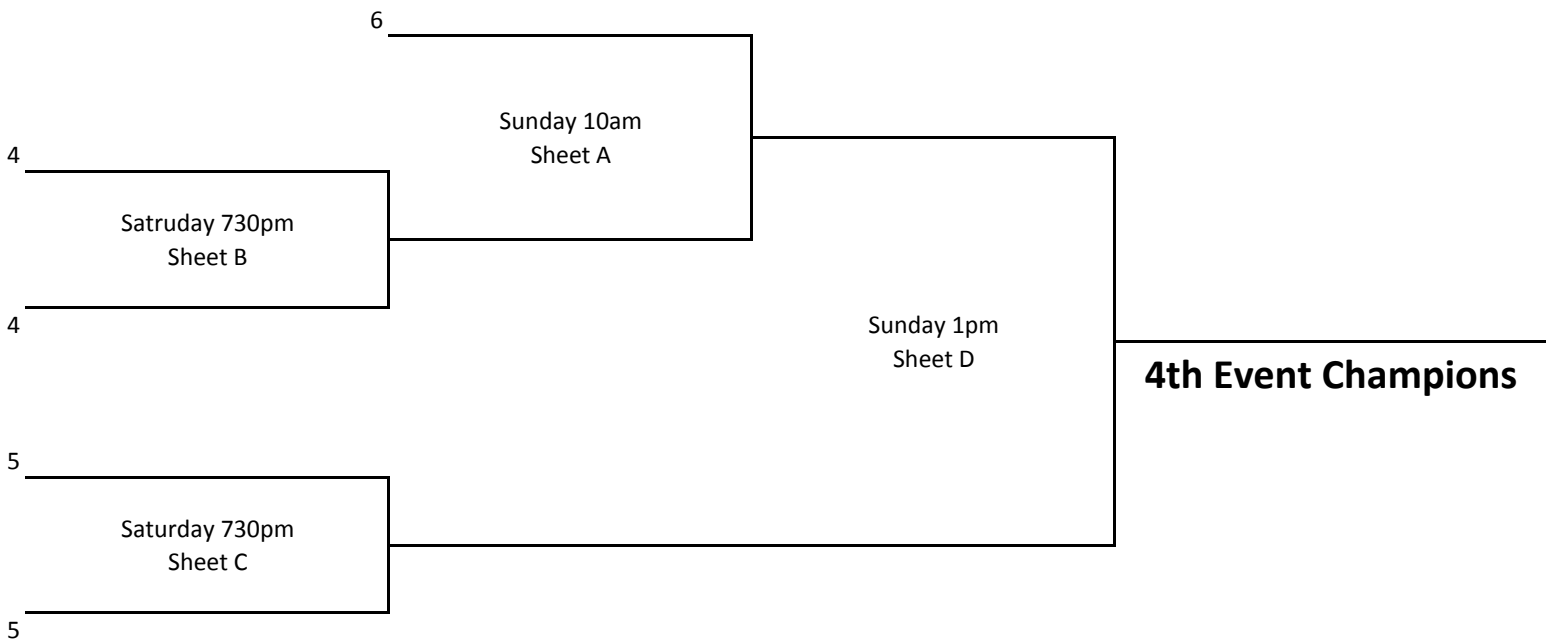 6
Sunday 10am
Sheet A
4
Satruday 730pm
Sheet B
4
Sunday 1pm
Sheet D
4th Event Champions
5
Saturday 730pm
Sheet C
5